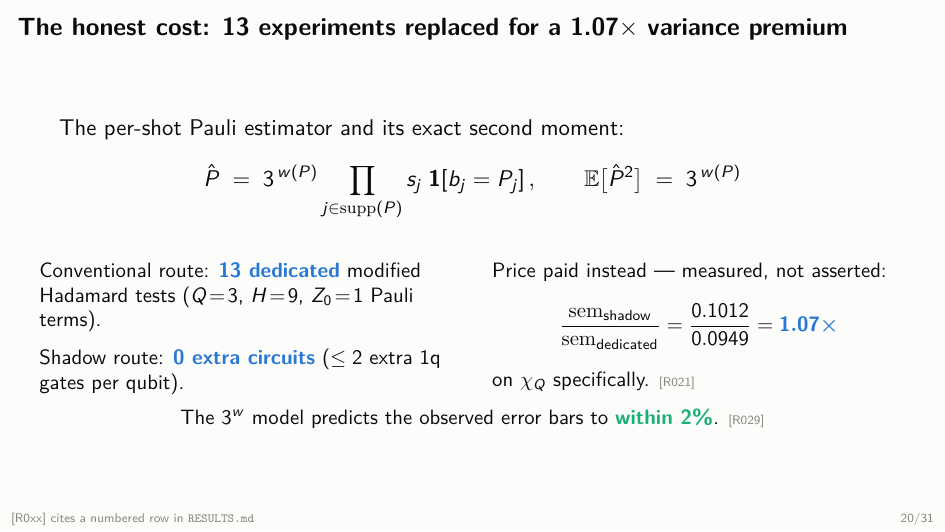 The honest cost: 13 experiments replaced for a 1.07× variance premium
The per-shot Pauli estimator and its exact second moment:
P̂ = 3^{w(P)} ∏_{j∈supp(P)} s_j 𝟏[b_j = P_j] , 𝔼[P̂²] = 3^{w(P)}
Conventional route: 13 dedicated modified
Hadamard tests (Q=3, H=9, Z₀=1 Pauli
terms).
Shadow route: 0 extra circuits (≤ 2 extra 1q
gates per qubit).
Price paid instead — measured, not asserted:
sem_shadow / sem_dedicated = 0.1012 / 0.0949 = 1.07×
on χ_Q specifically. [R021]
The 3^w model predicts the observed error bars to within 2%. [R029]
[R0xx] cites a numbered row in RESULTS.md
20/31